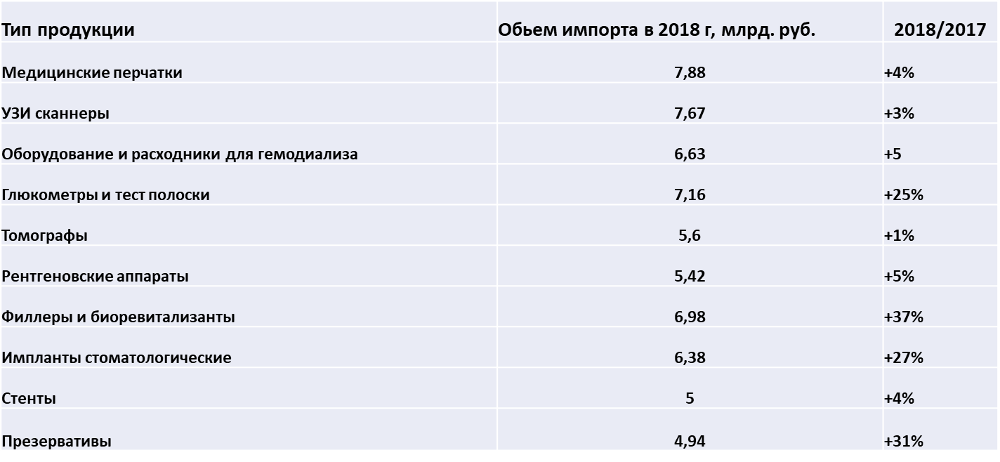 Тип продукции Обьем импорта в 2018 г, млрд. руб. 2018/2017
Медицинские перчатки 7,88 +4%
УЗИ сканнеры 7,67 +3%
Оборудование и расходники для гемодиализа 6,63 +5
Глюкометры и тест полоски 7,16 +25%
Томографы 5,6 +1%
Рентгеновские аппараты 5,42 +5%
Филлеры и биоревитализанты 6,98 +37%
Импланты стоматологические 6,38 +27%
Стенты 5 +4%
Презервативы 4,94 +31%